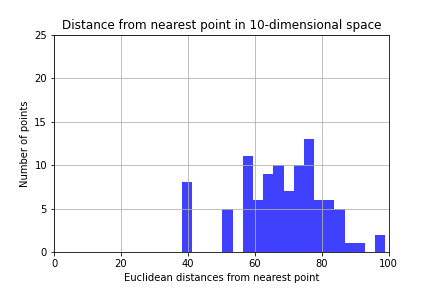 Distance from nearest point in 10-dimensional space
25
20
15
10
5
0
Number of points
0 20 40 60 80 100
Euclidean distances from nearest point